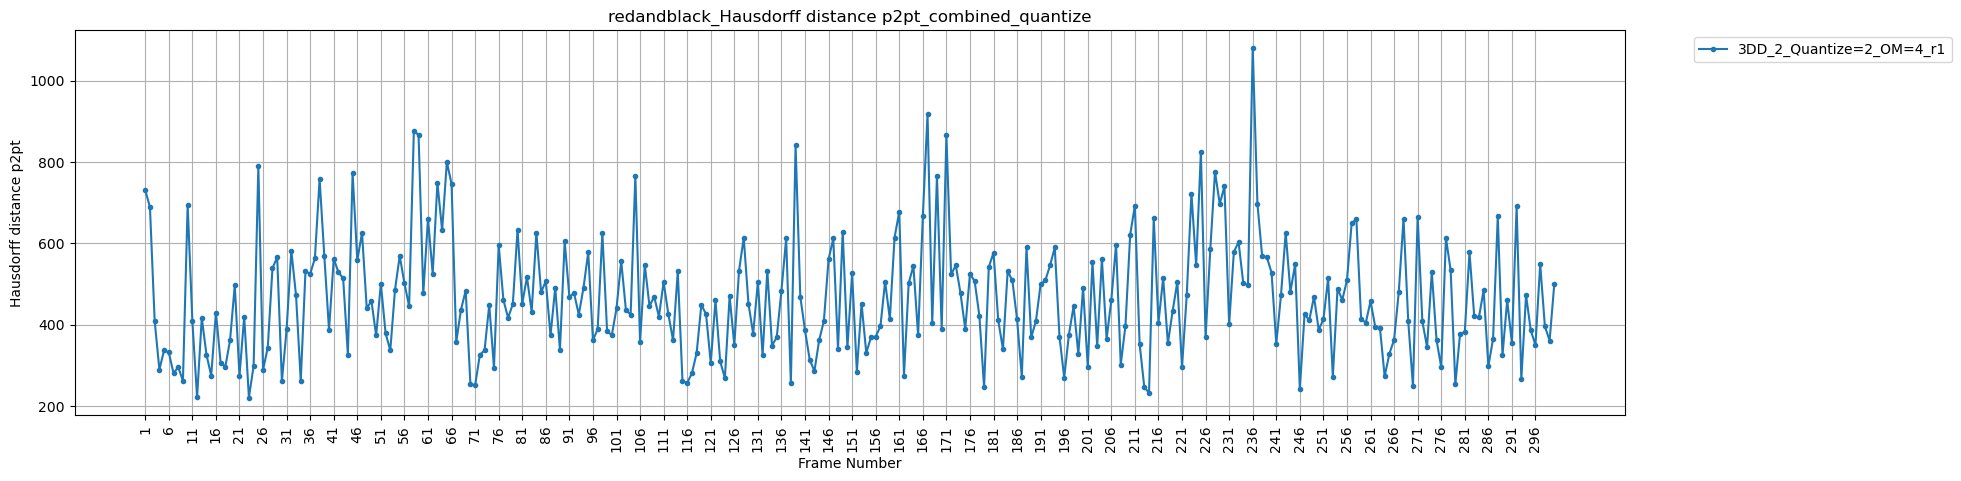 redandblack_Hausdorff distance p2pt_combined_quantize
3DD_2_Quantize=2_OM=4_r1
Hausdorff distance p2pt
1000
800
600
400
200
1 6 11 16 21 26 31 36 41 46 51 56 61 66 71 76 81 86 91 96 101 106 111 116 121 126 131 136 141 146 151 156 161 166 171 176 181 186 191 196 201 206 211 216 221 226 231 236 241 246 251 256 261 266 271 276 281 286 291 296
Frame Number